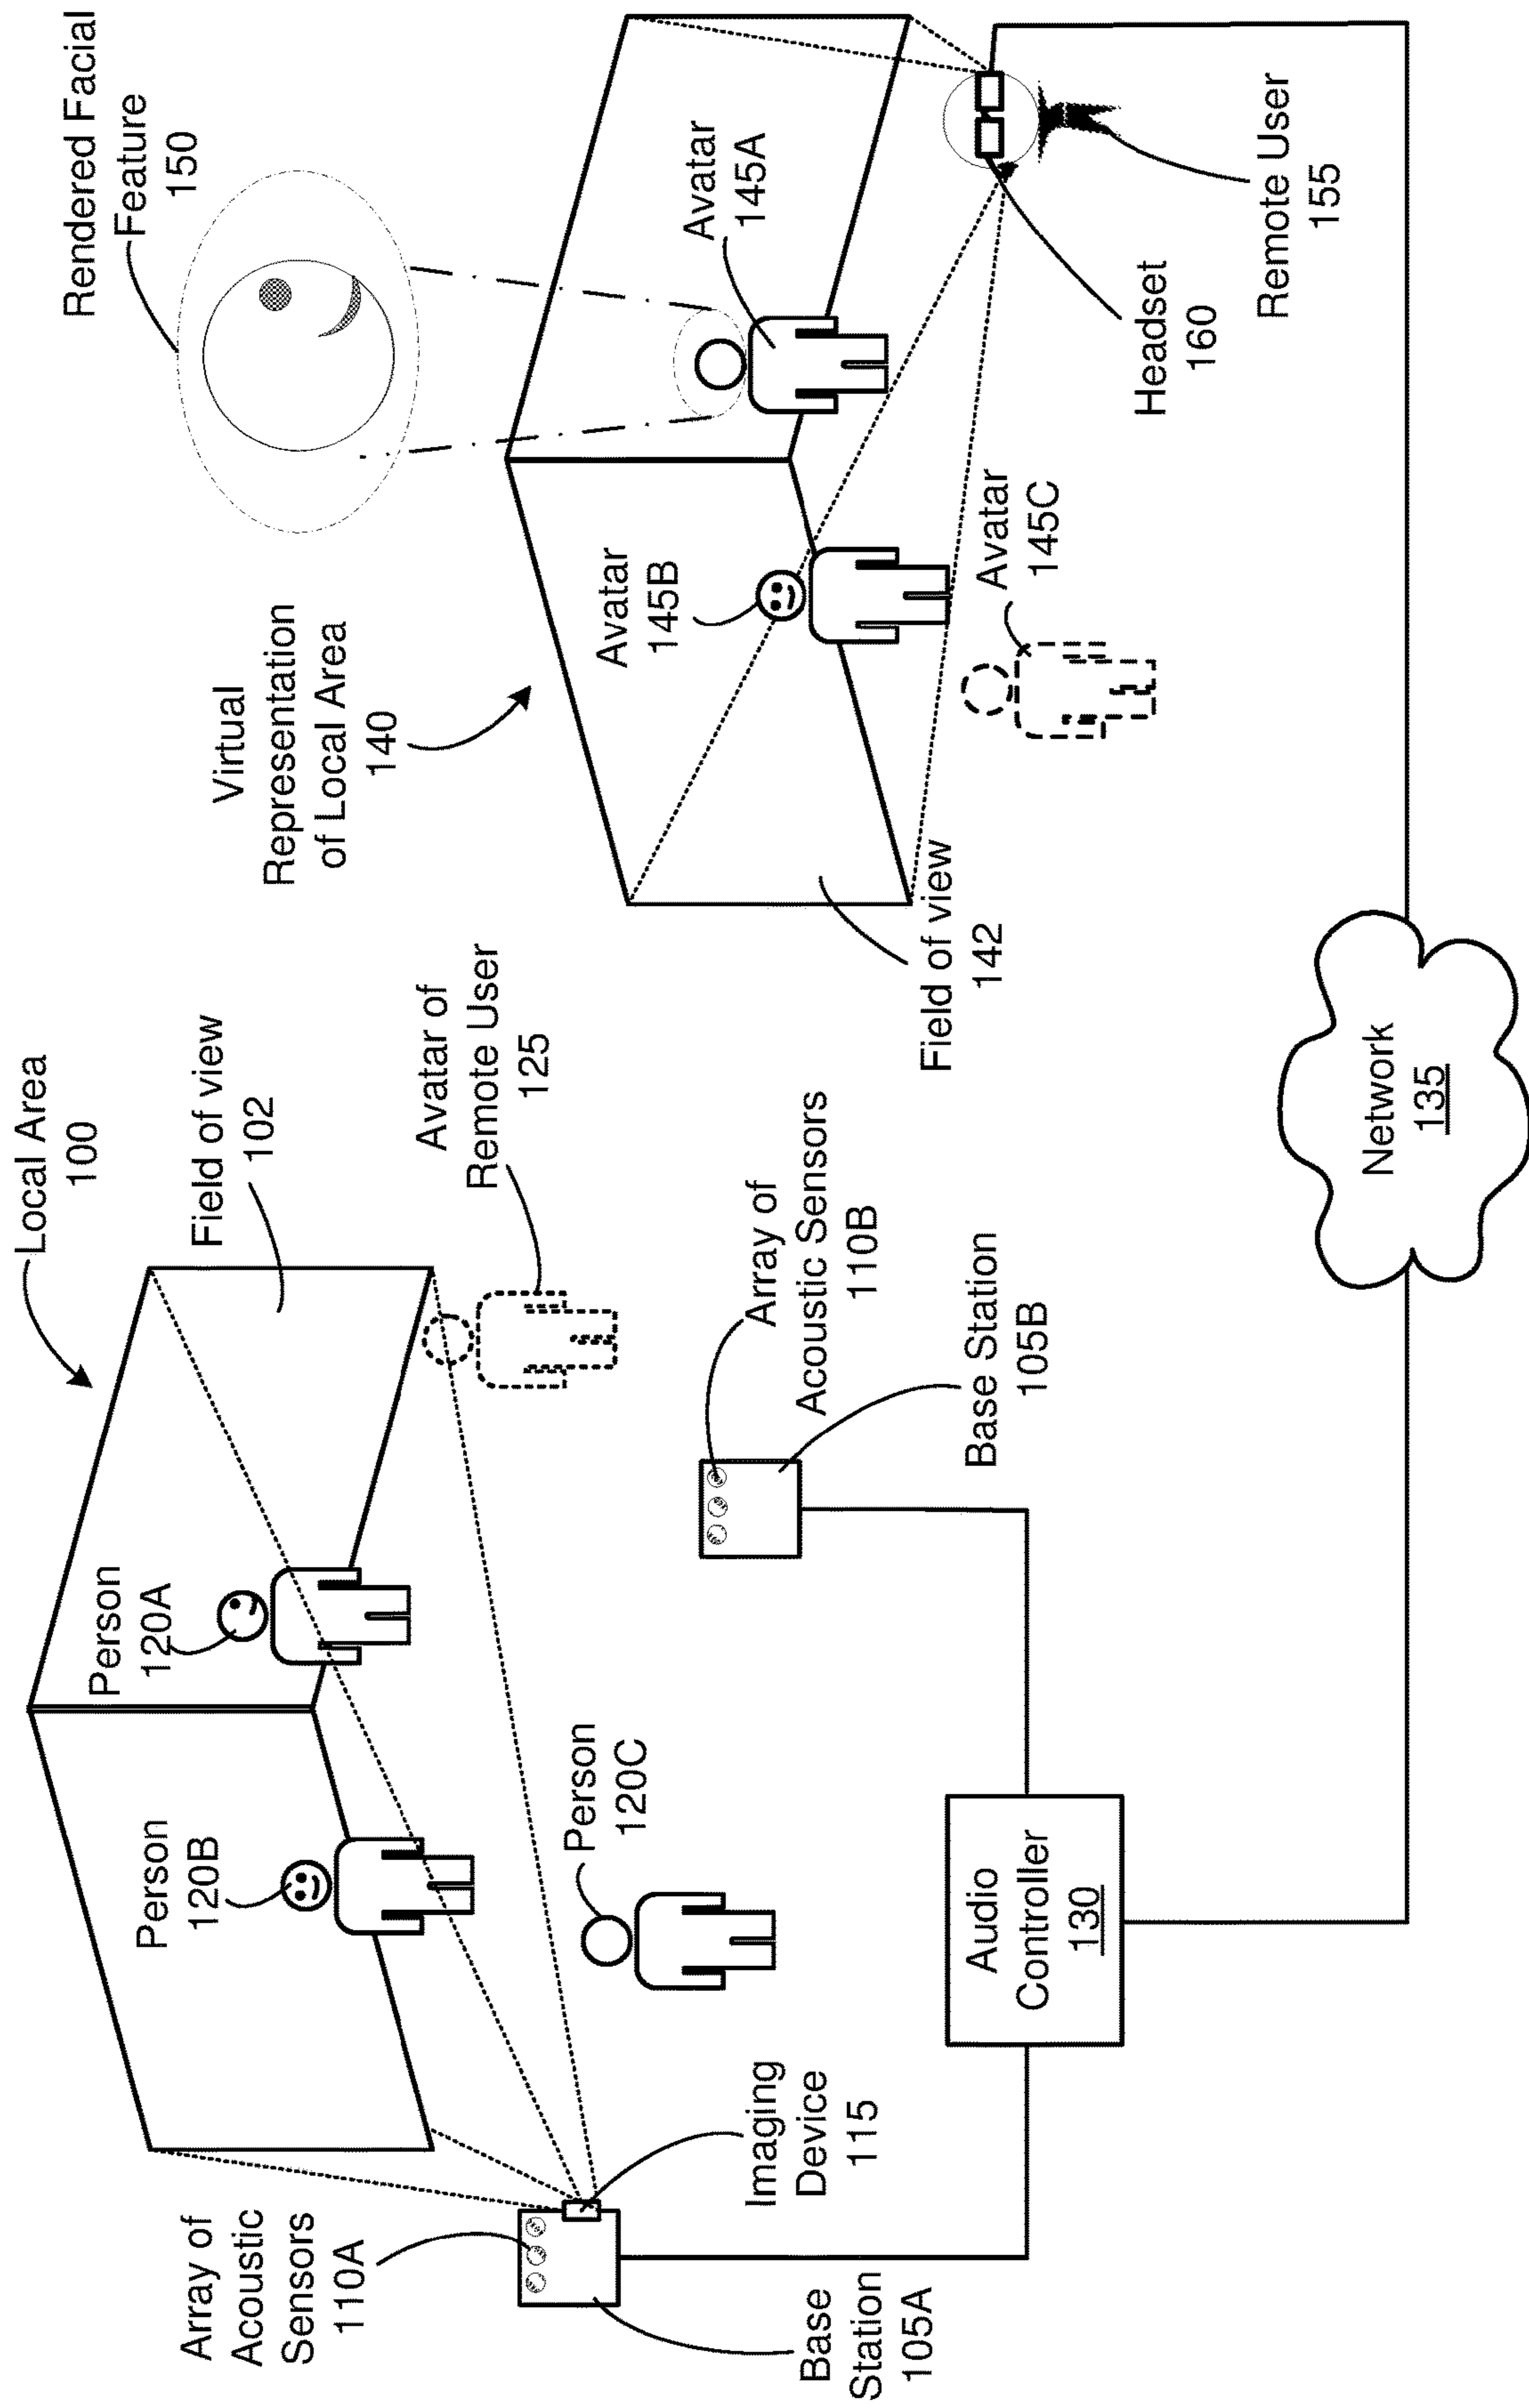 Local Area
100
Field of view
102
Person
120A
Person
120B
Person
120C
Avatar of
Remote User
125
Array of
Acoustic
Sensors
110A
Base
Station
105A
Imaging
Device
115
Array of
Acoustic Sensors
110B
Base Station
105B
Audio
Controller
130
Network
135
Virtual
Representation
of Local Area
140
Field of view
142
Rendered Facial
Feature
150
Avatar
145A
Avatar
145B
Avatar
145C
Headset
160
Remote User
155